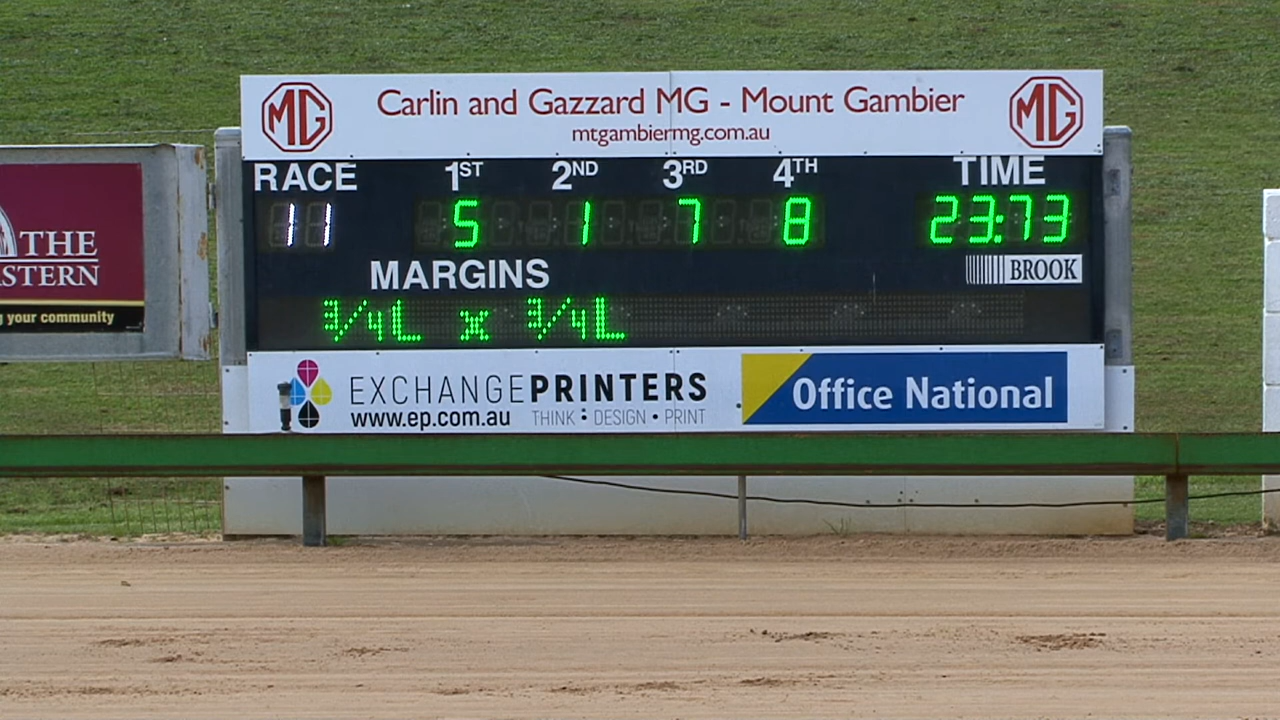 MG Carlin and Gazzard MG - Mount Gambier MG
mtgambiermg.com.au
RACE 1ST 2ND 3RD 4TH TIME
11 5 1 7 8 23:73
MARGINS BROOK
3/4L x 3/4L
THE
STERN
your community
EXCHANGEPRINTERS
www.ep.com.au THINK : DESIGN • PRINT
Office National